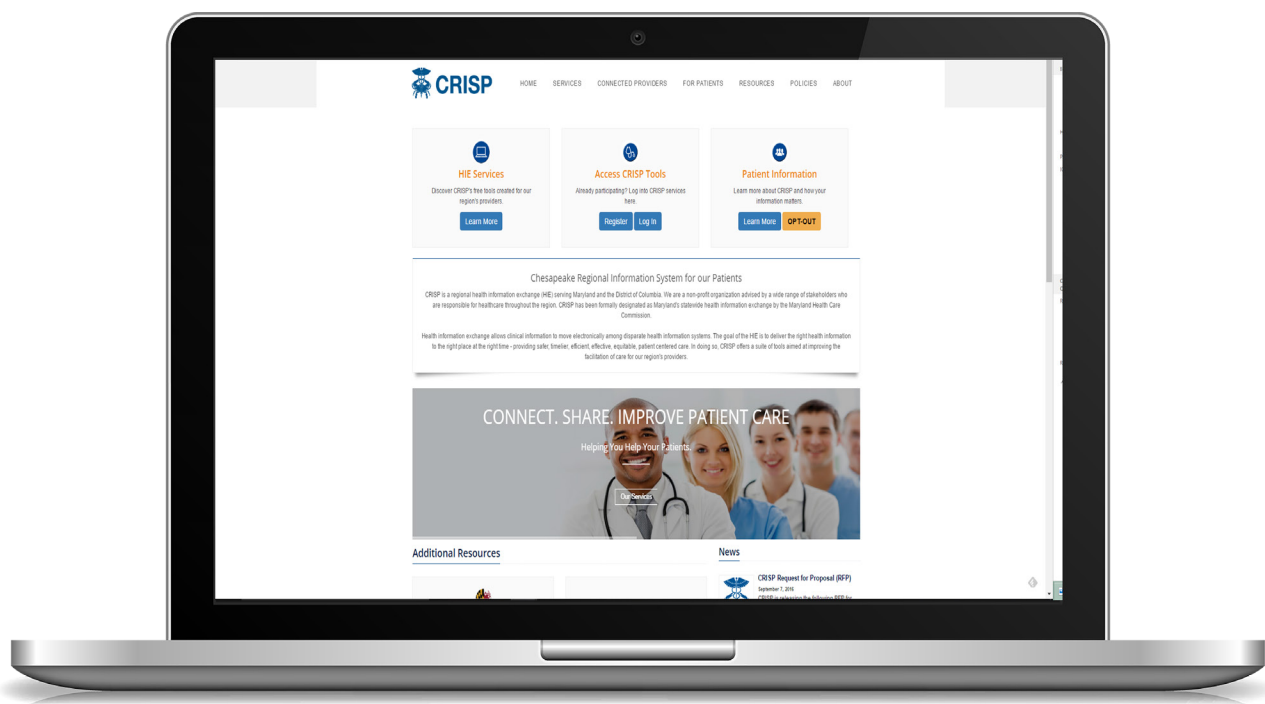 CRISP
HOME SERVICES CONNECTED PROVIDERS FOR PATIENTS RESOURCES POLICIES ABOUT
HIE Services
Discover CRISP's free tools created for our
region's providers.
Learn More
Access CRISP Tools
Already participating? Log into CRISP services
here.
Register Log In
Patient Information
Learn more about CRISP and how your
information matters.
Learn More OPT-OUT
Chesapeake Regional Information System for our Patients
CRISP is a regional health information exchange (HIE) serving Maryland and the District of Columbia. We are a non-profit organization advised by a wide range of stakeholders who
are responsible for healthcare throughout the region. CRISP has been formally designated as Maryland's statewide health information exchange by the Maryland Health Care
Commission.
Health information exchange allows clinical information to move electronically among disparate health information systems. The goal of the HIE is to deliver the right health information
to the right place at the right time - providing safer, timelier, efficient, effective, equitable, patient centered care. In doing so, CRISP offers a suite of tools aimed at improving the
facilitation of care for our region's providers.
CONNECT. SHARE. IMPROVE PATIENT CARE
Helping You Help Your Patients.
Our Services
Additional Resources
News
CRISP Request for Proposal (RFP)
September 7, 2016
CRISP is releasing the following RFP for